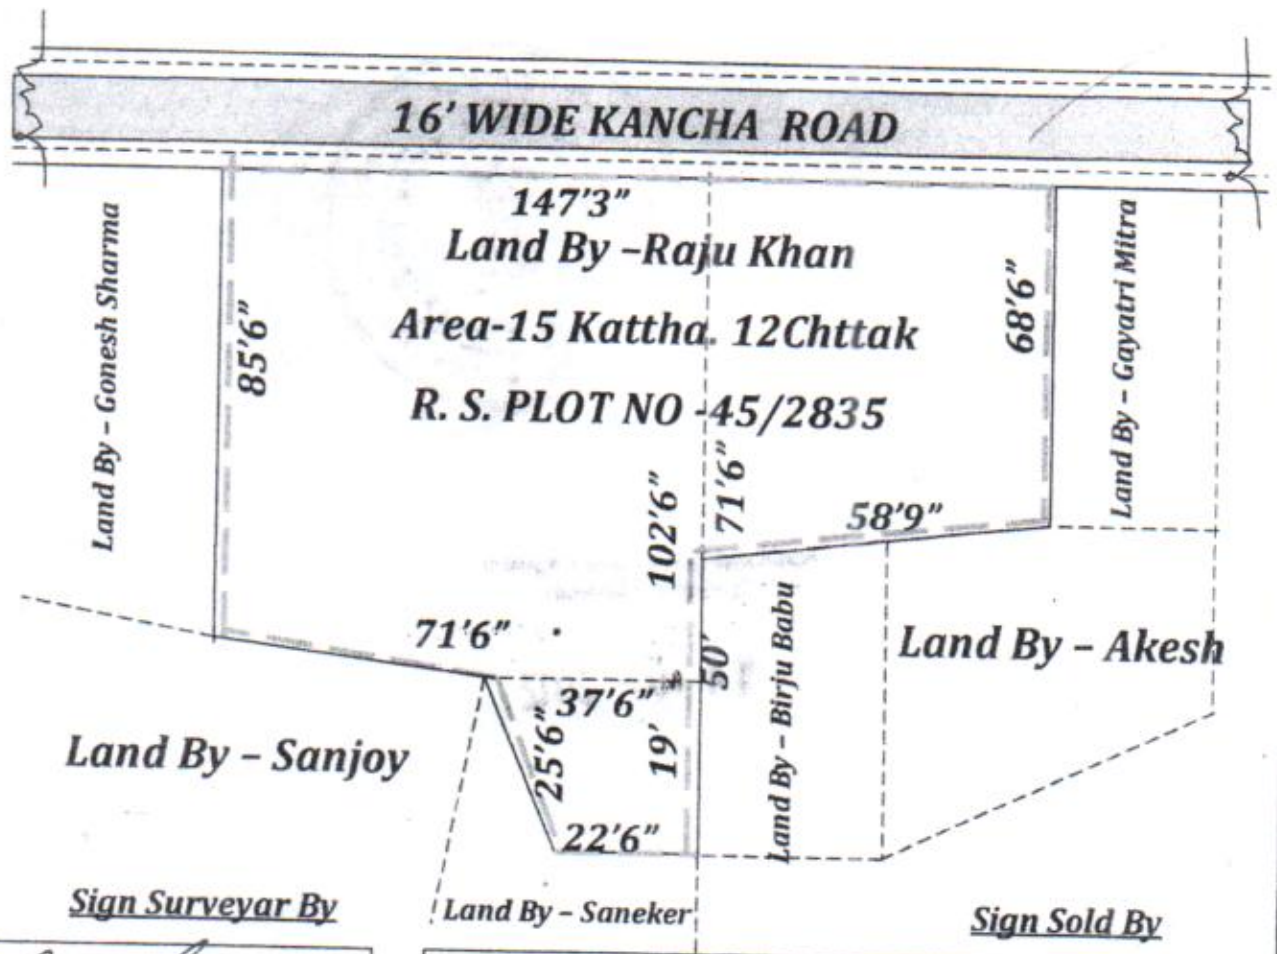 16’ WIDE KANCHA ROAD
147’3”
Land By –Raju Khan
Area-15 Kattha. 12Chttak
R. S. PLOT NO -45/2835
Land By – Gonesh Sharma
85’6”
68’6”
Land By – Gayatri Mitra
102’6”
71’6”
58’9”
71’6”
37’6”
50’
19’
25’6”
22’6”
Land By – Birju Babu
Land By – Akesh
Land By – Sanjoy
Land By – Saneker
Sign Surveyar By
Sign Sold By